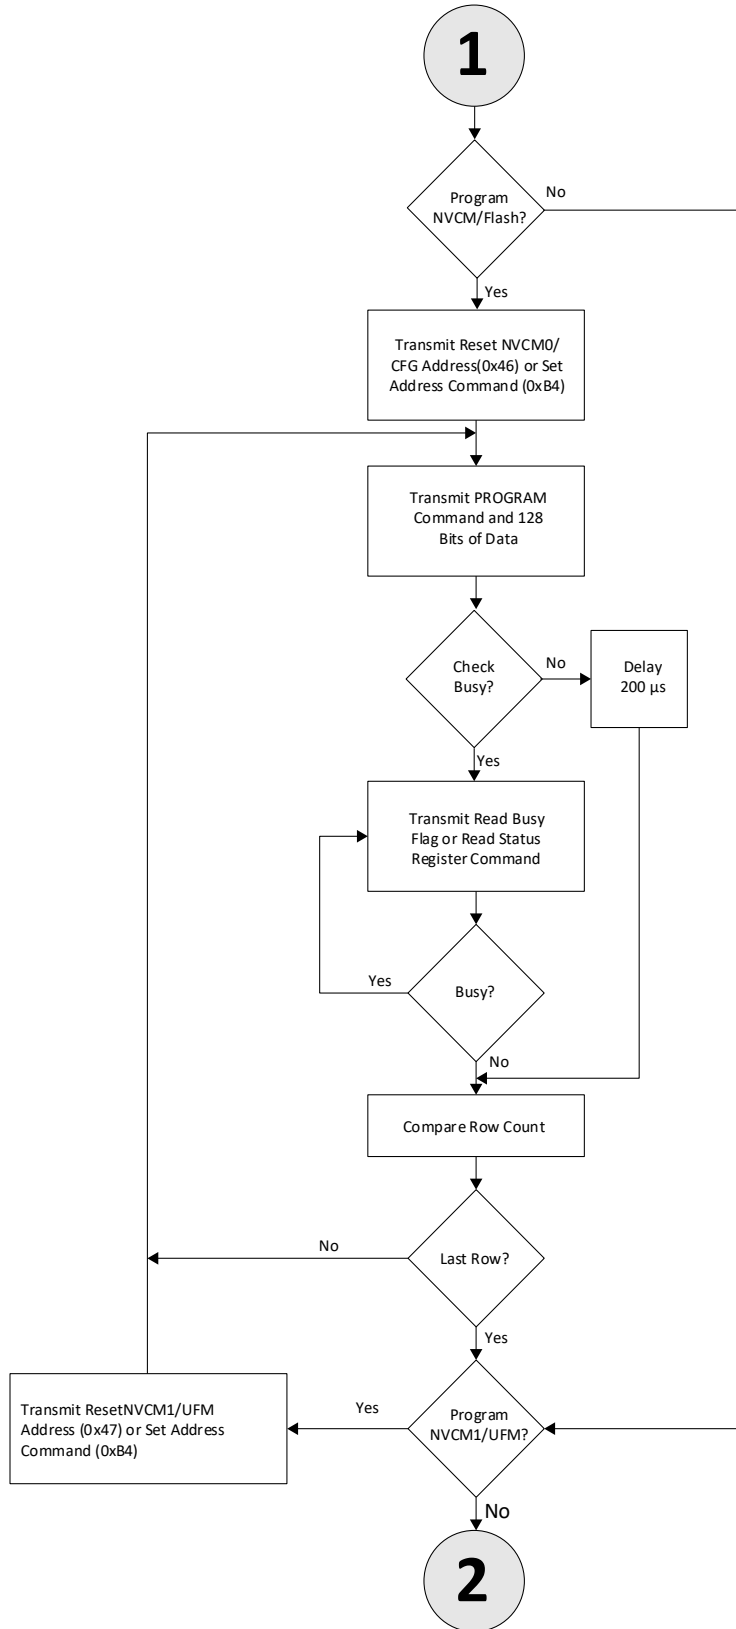 1
Program
NVCM/Flash?
No
Yes
Transmit Reset NVCM0/
CFG Address(0x46) or Set
Address Command (0xB4)
Transmit PROGRAM
Command and 128
Bits of Data
Check
Busy?
No
Delay
200 µs
Yes
Transmit Read Busy
Flag or Read Status
Register Command
Yes
Busy?
No
Compare Row Count
No
Last Row?
Yes
Transmit ResetNVCM1/UFM
Address (0x47) or Set Address
Command (0xB4)
Yes
Program
NVCM1/UFM?
No
2